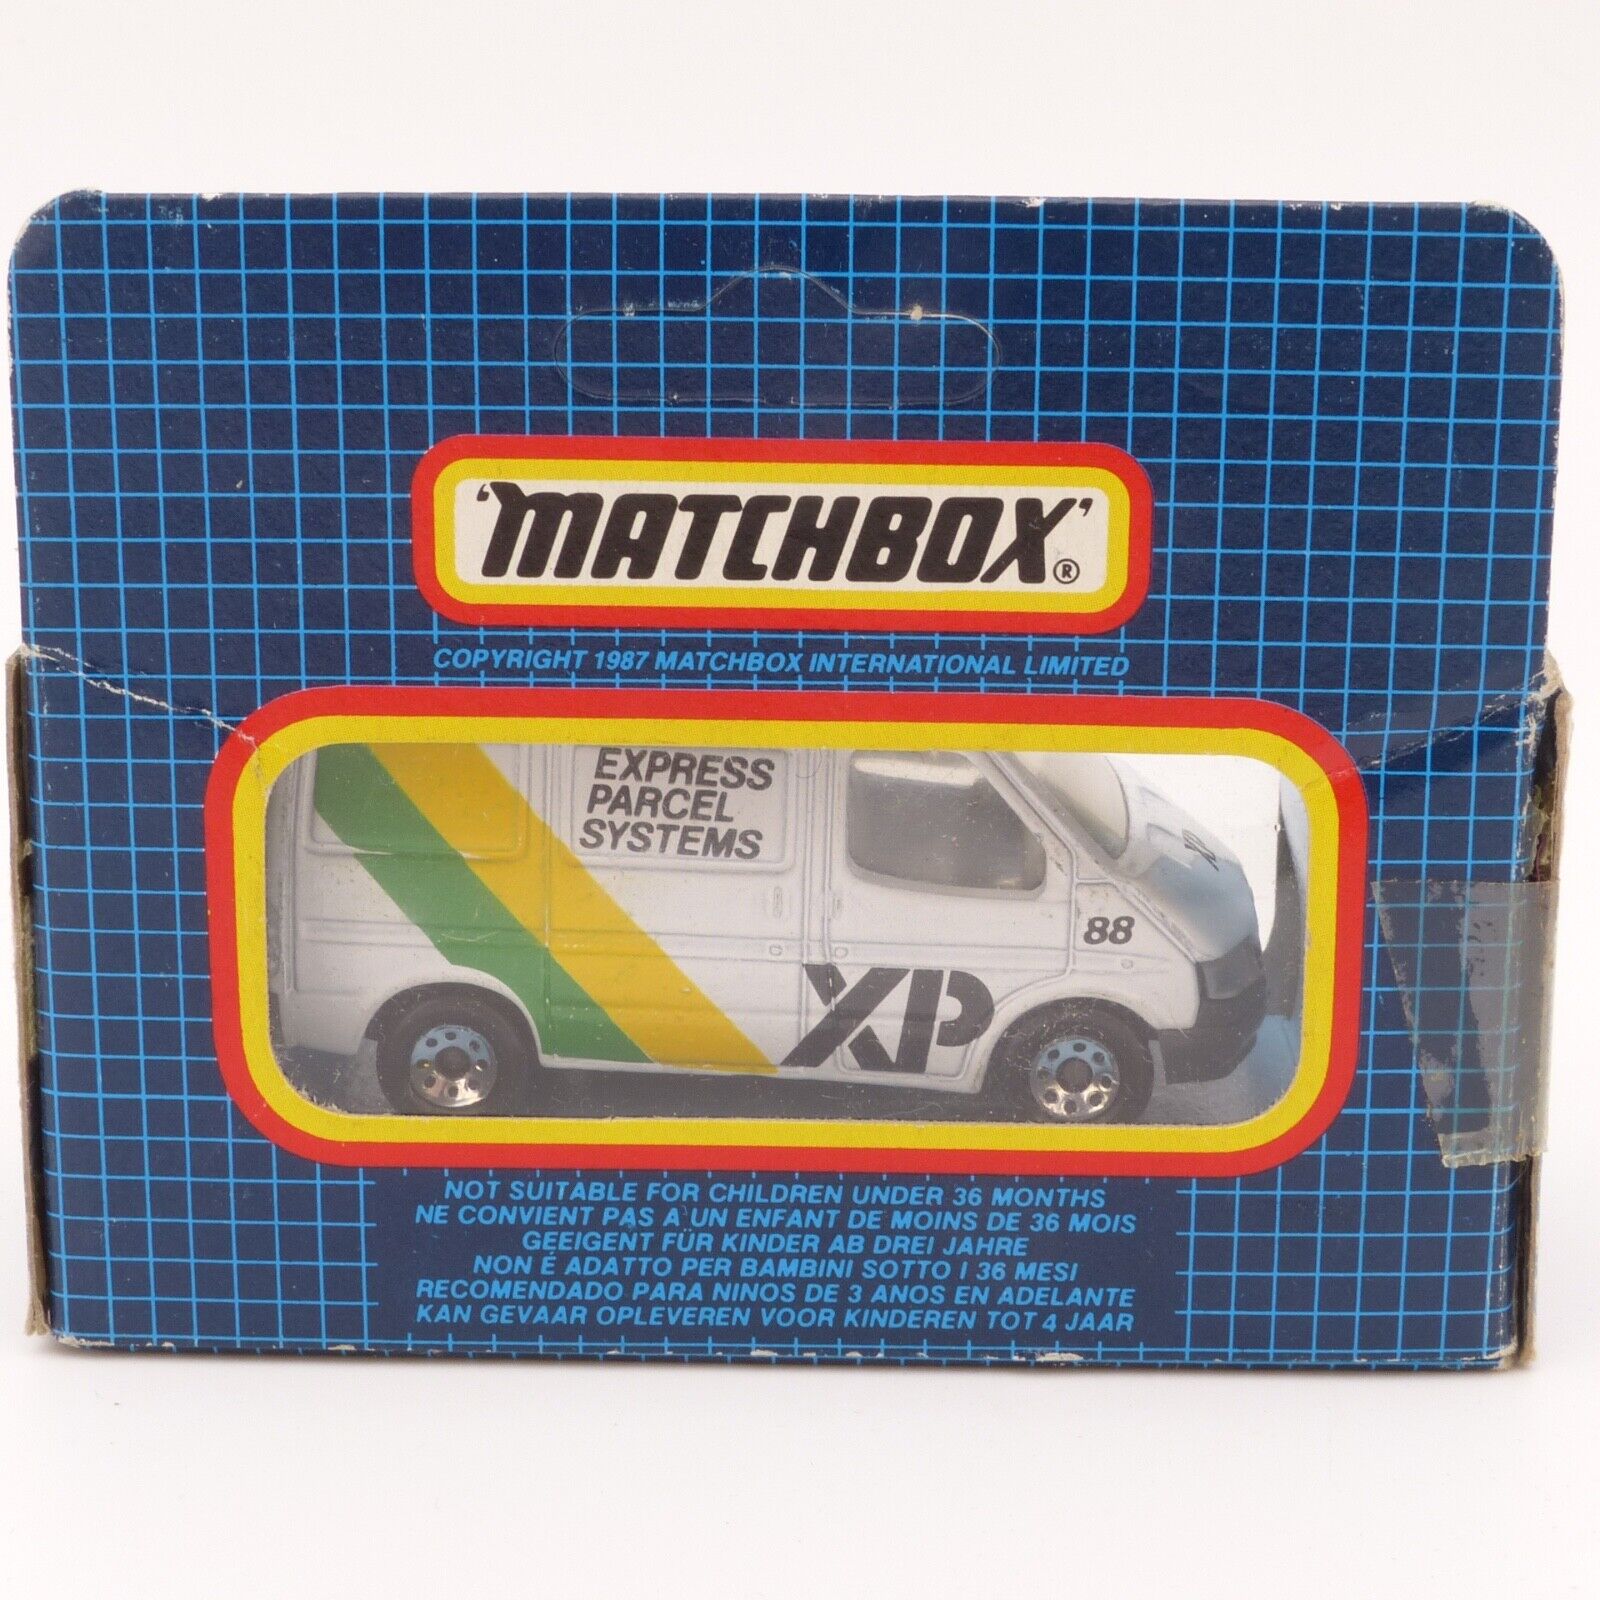 'MATCHBOX'®
COPYRIGHT 1987 MATCHBOX INTERNATIONAL LIMITED
EXPRESS
PARCEL
SYSTEMS
XP
88
XP
NOT SUITABLE FOR CHILDREN UNDER 36 MONTHS
NE CONVIENT PAS A UN ENFANT DE MOINS DE 36 MOIS
GEEIGENT FÜR KINDER AB DREI JAHRE
NON É ADATTO PER BAMBINI SOTTO I 36 MESI
RECOMENDADO PARA NINOS DE 3 ANOS EN ADELANTE
KAN GEVAAR OPLEVEREN VOOR KINDEREN TOT 4 JAAR